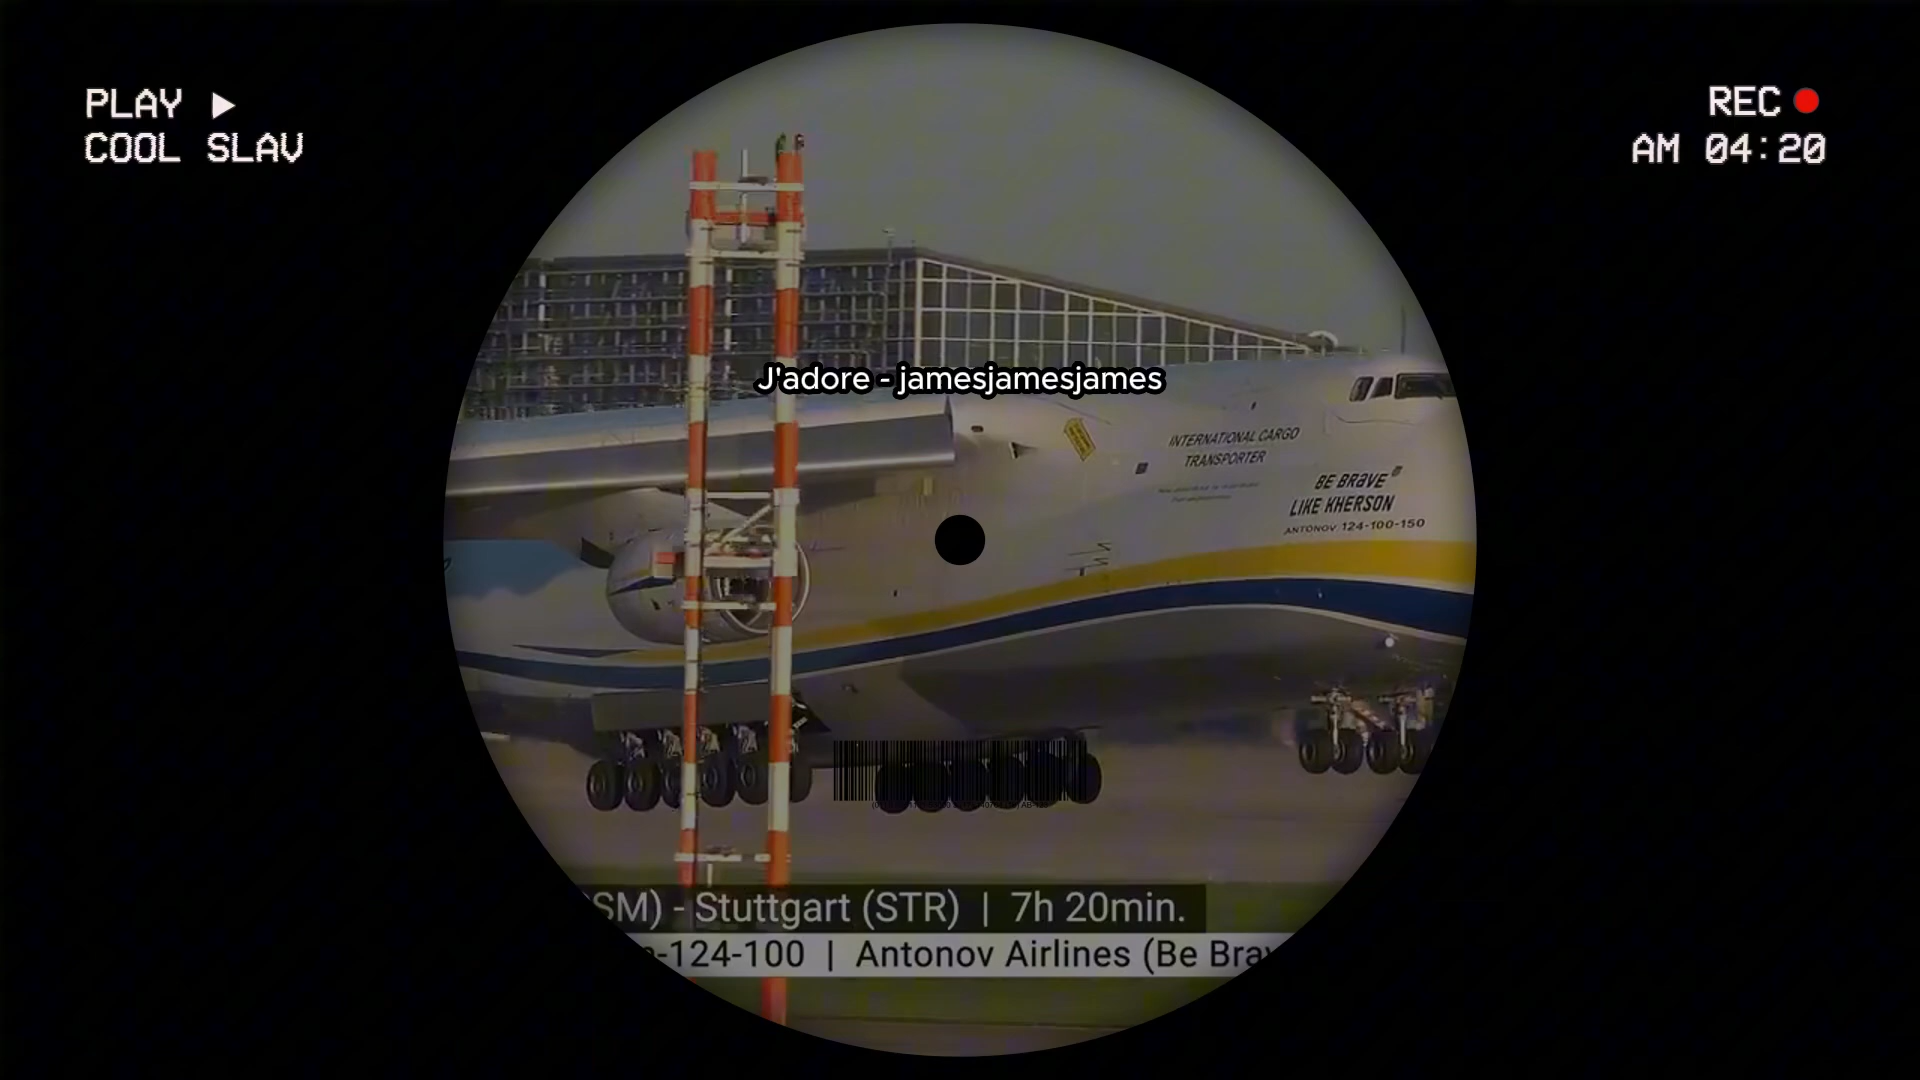 PLAY ▶
COOL SLAV
REC
AM 04:20
J'adore - jamesjamesjames
INTERNATIONAL CARGO
TRANSPORTER
BE BRAVE
LIKE KHERSON
ANTONOV 124-100-150
SM) - Stuttgart (STR) | 7h 20min.
-124-100 | Antonov Airlines (Be Brav